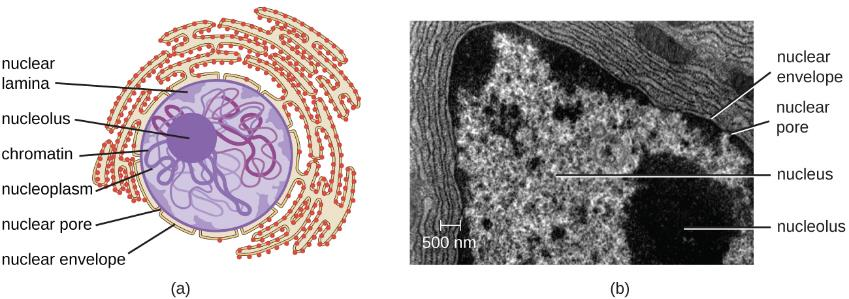 nuclear
lamina
nucleolus
chromatin
nucleoplasm
nuclear pore
nuclear envelope
(a)
500 nm
nuclear
envelope
nuclear
pore
nucleus
nucleolus
(b)